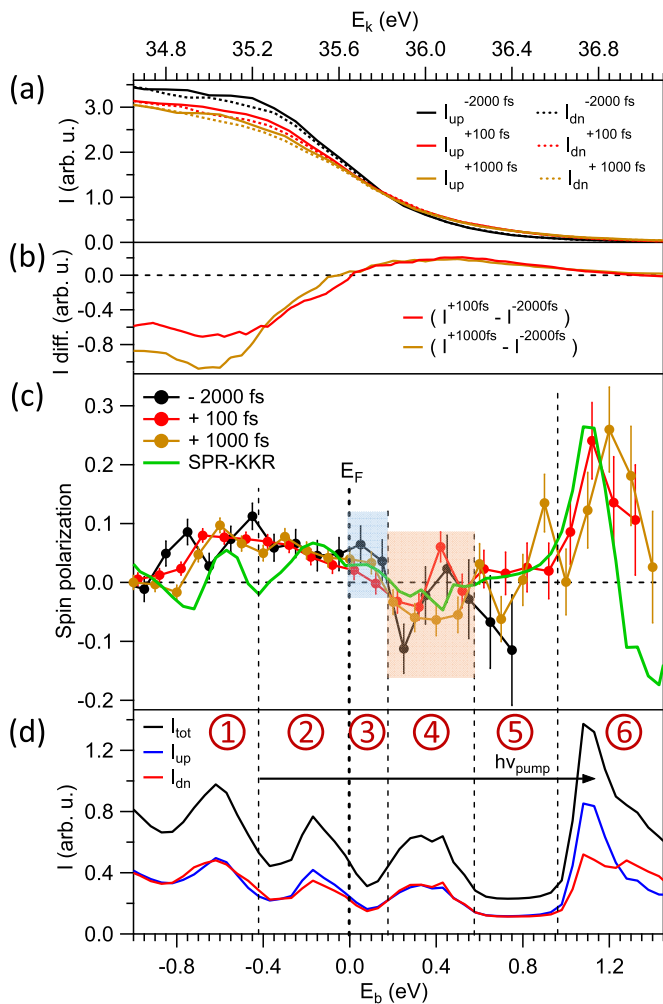 E_k (eV)
34.8 35.2 35.6 36.0 36.4 36.8
(a)
I (arb. u.)
3.0
2.0
1.0
0.0
I_up^-2000 fs I_dn^-2000 fs
I_up^+100 fs I_dn^+100 fs
I_up^+1000 fs I_dn^+ 1000 fs
(b)
I diff. (arb. u.)
0.0
-0.4
-0.8
( I^+100fs - I^-2000fs )
( I^+1000fs - I^-2000fs )
(c)
Spin polarization
0.3
0.2
0.1
0.0
-0.1
-0.2
- 2000 fs
+ 100 fs
+ 1000 fs
SPR-KKR
E_F
(d)
I (arb. u.)
1.2
0.8
0.4
0.0
I_tot
I_up
I_dn
1 2 3 4 5 6
hν_pump
-0.8 -0.4 0.0 0.4 0.8 1.2
E_b (eV)